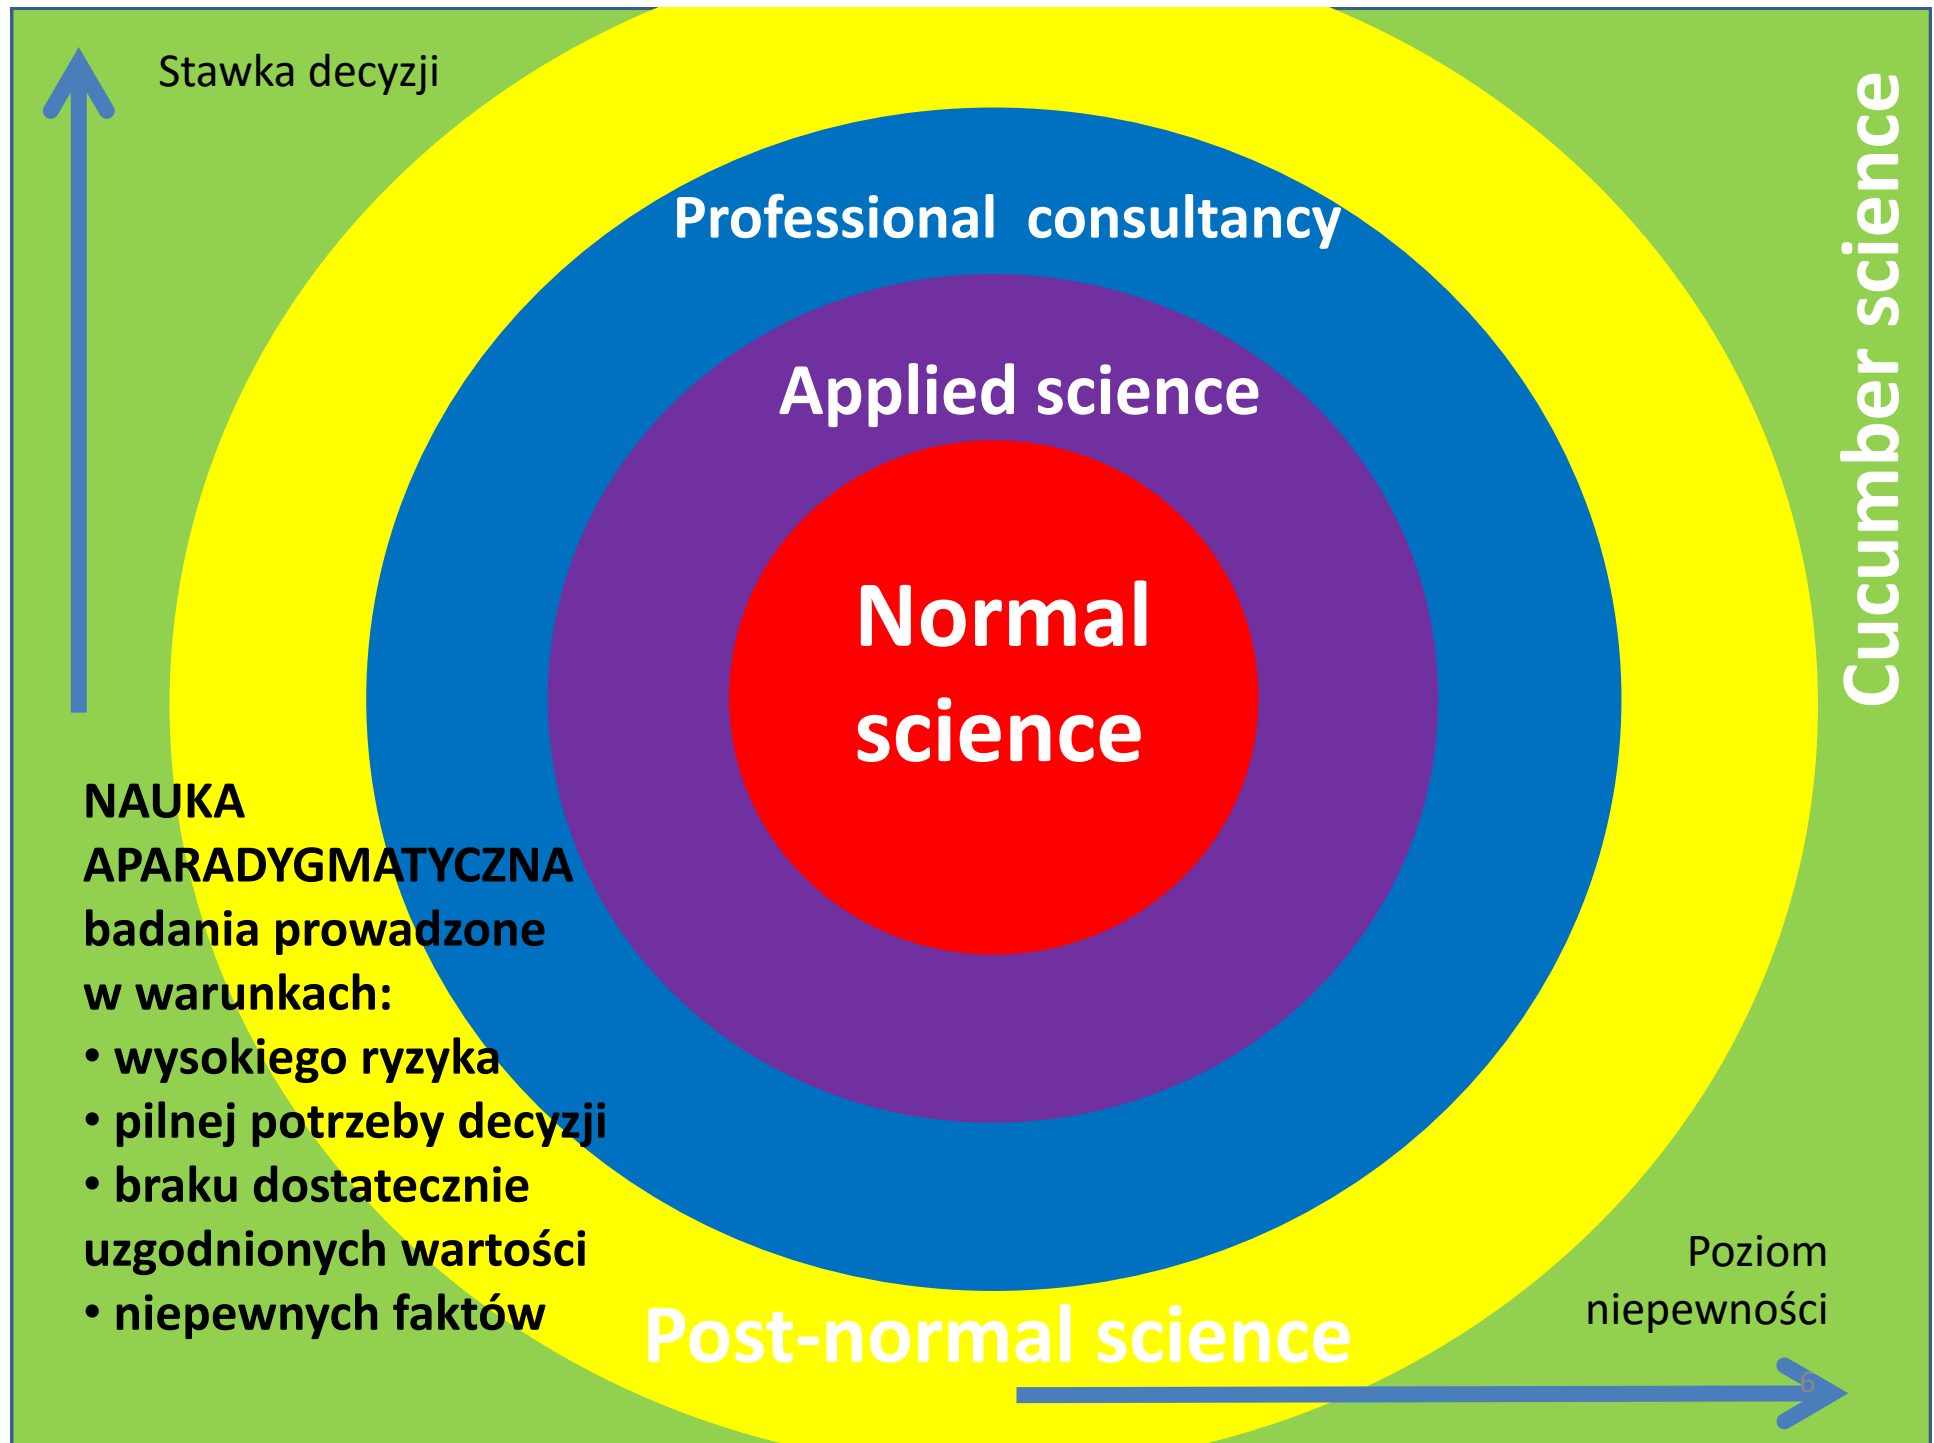 Stawka decyzji
Cucumber science
Professional consultancy
Applied science
Normal
science
NAUKA
APARADYGMATYCZNA
badania prowadzone
w warunkach:
• wysokiego ryzyka
• pilnej potrzeby decyzji
• braku dostatecznie
uzgodnionych wartości
• niepewnych faktów
Post-normal science
Poziom
niepewności
6